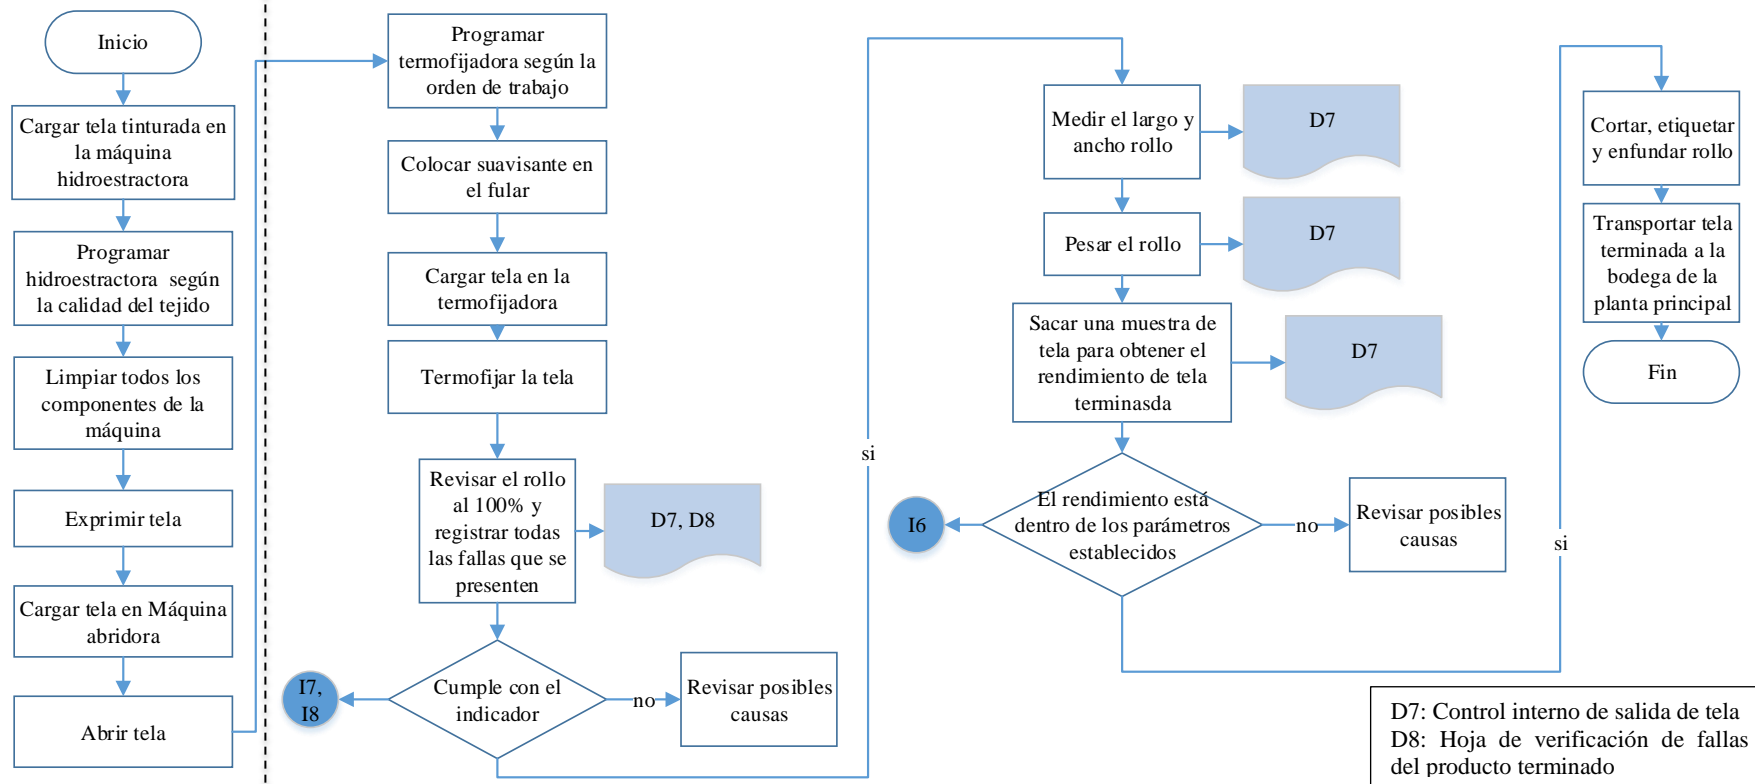 Inicio
Cargar tela tinturada en
la máquina
hidroestractora
Programar
hidroestractora según
la calidad del tejido
Limpiar todos los
componentes de la
máquina
Exprimir tela
Cargar tela en Máquina
abridora
Abrir tela
Programar
termofijadora según la
orden de trabajo
Colocar suavisante en
el fular
Cargar tela en la
termofijadora
Termofijar la tela
Revisar el rollo
al 100% y
registrar todas
las fallas que se
presenten
D7, D8
Cumple con el
indicador
I7,
I8
no
Revisar posibles
causas
si
Medir el largo y
ancho rollo
D7
Pesar el rollo
D7
Sacar una muestra de
tela para obtener el
rendimiento de tela
terminasda
D7
El rendimiento está
dentro de los parámetros
establecidos
I6
no
Revisar posibles
causas
si
Cortar, etiquetar
y enfundar rollo
Transportar tela
terminada a la
bodega de la
planta principal
Fin
D7: Control interno de salida de tela
D8: Hoja de verificación de fallas
del producto terminado